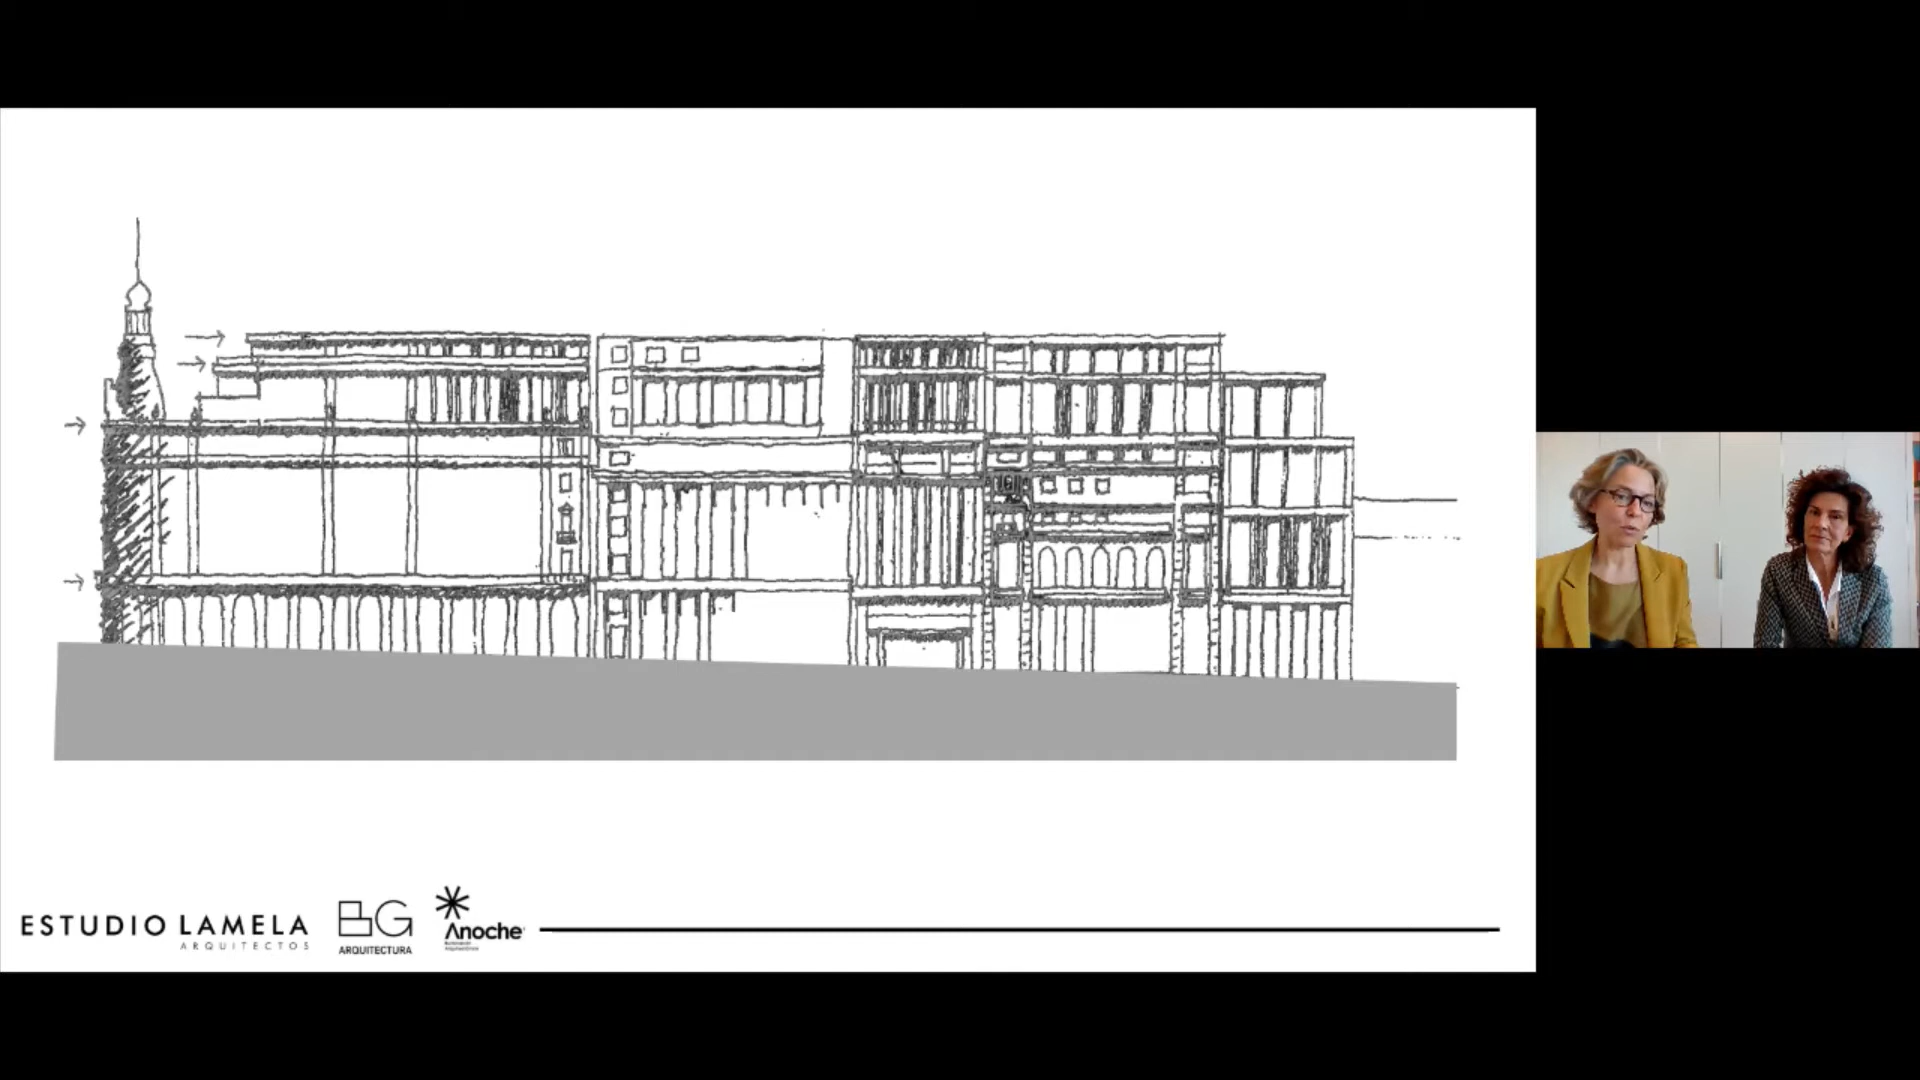 ESTUDIO LAMELA
ARQUITECTOS
BG
ARQUITECTURA
Anoche